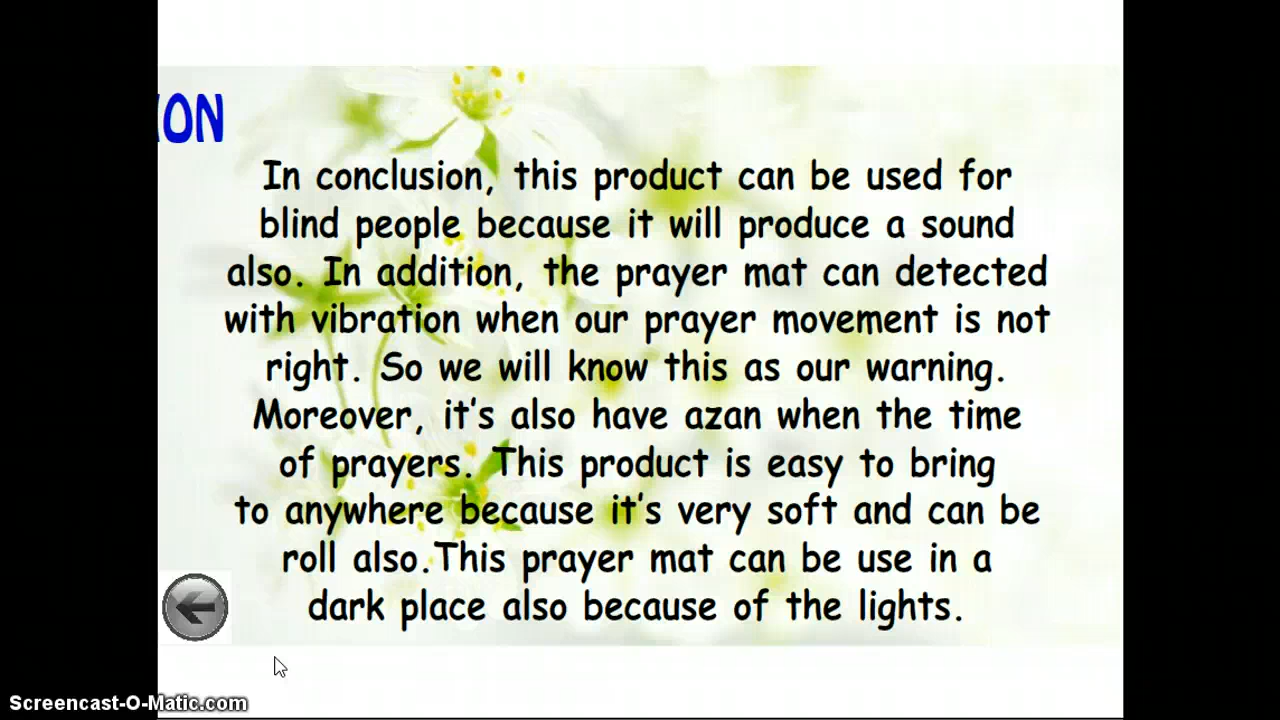 ION
In conclusion, this product can be used for
blind people because it will produce a sound
also. In addition, the prayer mat can detected
with vibration when our prayer movement is not
right. So we will know this as our warning.
Moreover, it's also have azan when the time
of prayers. This product is easy to bring
to anywhere because it's very soft and can be
roll also.This prayer mat can be use in a
dark place also because of the lights.
Screencast-O-Matic.com